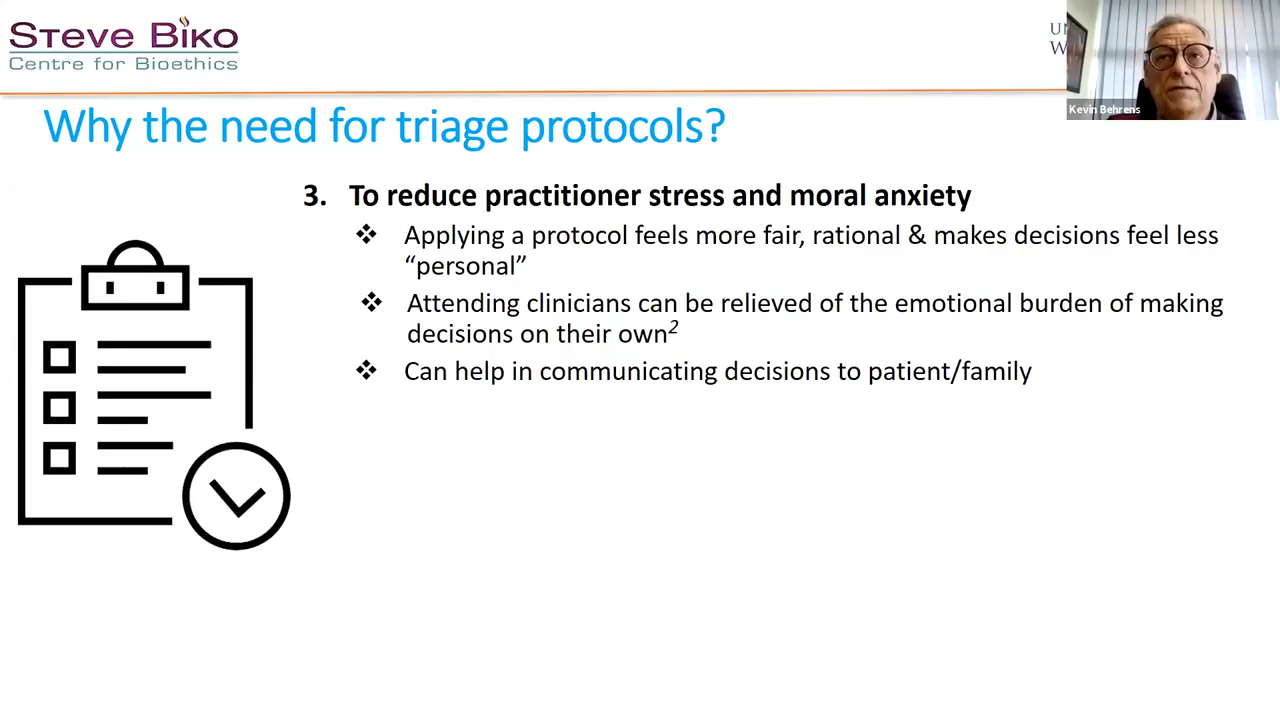 STEVE BIKO
Centre for Bioethics
UN
W
Kevin Behrens
Why the need for triage protocols?
3. To reduce practitioner stress and moral anxiety
❖ Applying a protocol feels more fair, rational & makes decisions feel less
“personal”
❖ Attending clinicians can be relieved of the emotional burden of making
decisions on their own2
❖ Can help in communicating decisions to patient/family